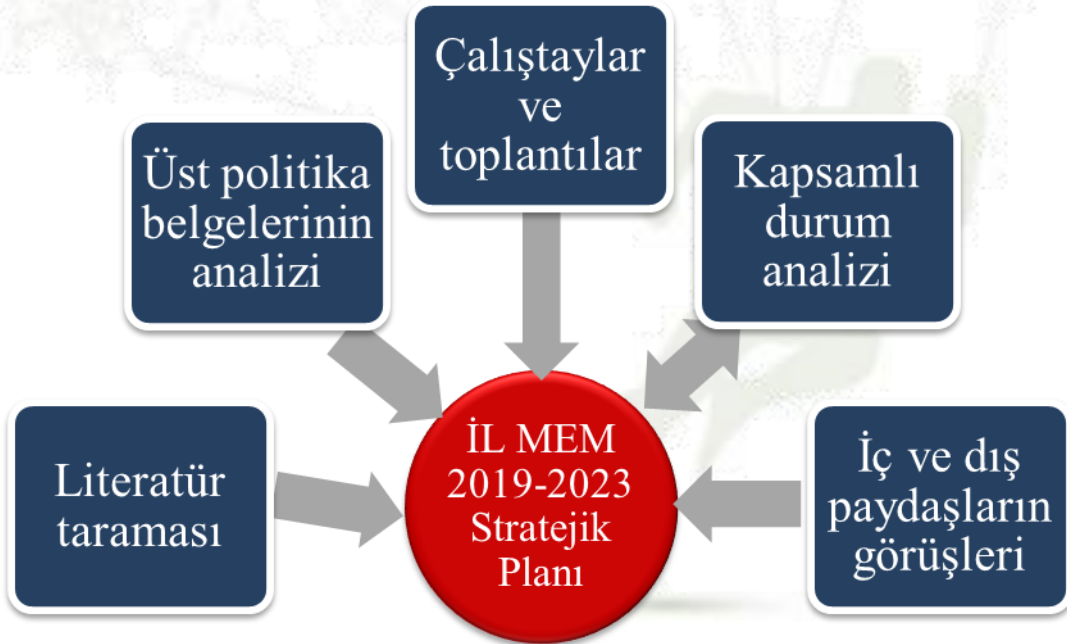 Çalıştaylar
ve
toplantılar
Üst politika
belgelerinin
analizi
Kapsamlı
durum
analizi
Literatür
taraması
İL MEM
2019-2023
Stratejik
Planı
İç ve dış
paydaşların
görüşleri